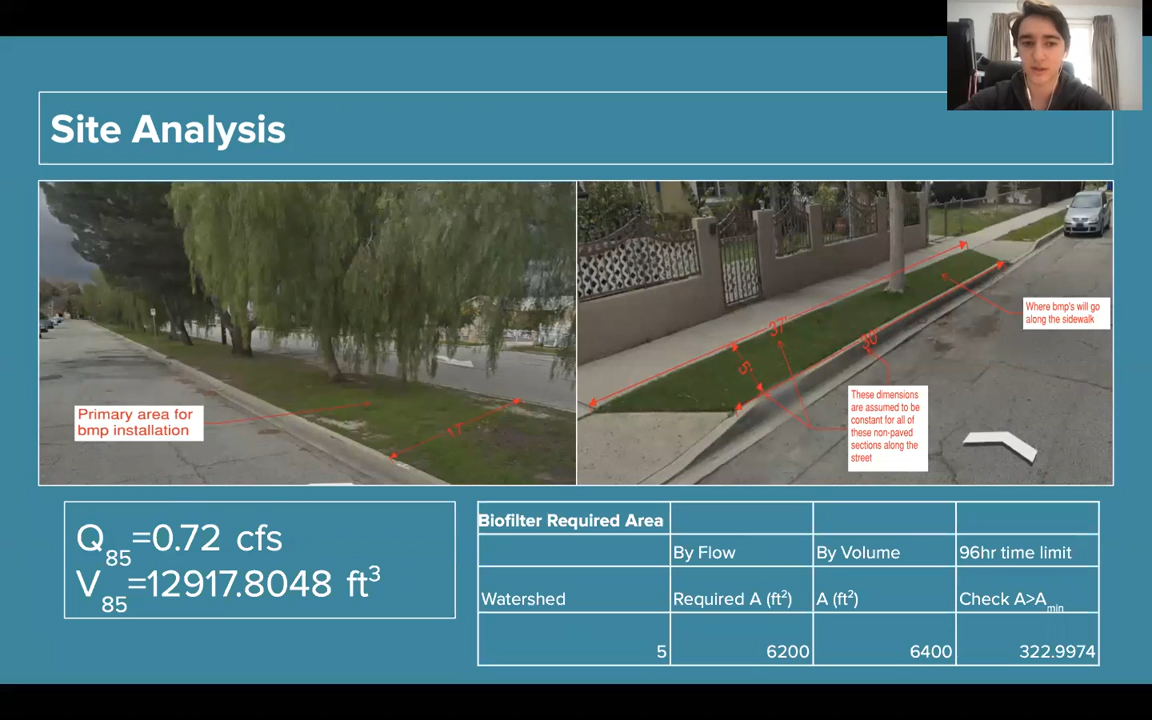 Site Analysis
Primary area for
bmp installation
17'
37'
5'
30'
Where bmp's will go
along the sidewalk
These dimensions
are assumed to be
constant for all of
these non-paved
sections along the
street
Q85=0.72 cfs
V85=12917.8048 ft³
Biofilter Required Area
By Flow By Volume 96hr time limit
Watershed Required A (ft²) A (ft²) Check A>Amin
5 6200 6400 322.9974